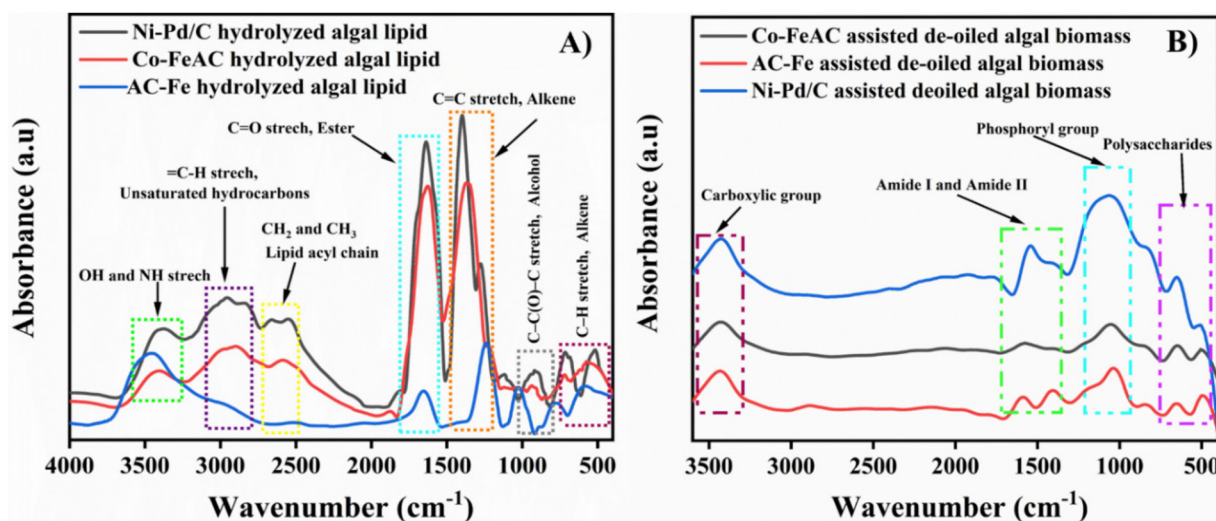 Ni-Pd/C hydrolyzed algal lipid
Co-FeAC hydrolyzed algal lipid
AC-Fe hydrolyzed algal lipid
A)
C=O strech, Ester
C=C stretch, Alkene
=C-H strech,
Unsaturated hydrocarbons
CH₂ and CH₃
Lipid acyl chain
OH and NH strech
C–C(O)–C stretch, Alcohol
C–H stretch, Alkene
Absorbance (a.u)
4000 3500 3000 2500 2000 1500 1000 500
Wavenumber (cm⁻¹)
Co-FeAC assisted de-oiled algal biomass
AC-Fe assisted de-oiled algal biomass
Ni-Pd/C assisted deoiled algal biomass
B)
Phosphoryl group
Polysaccharides
Amide I and Amide II
Carboxylic group
Absorbance (a.u)
3500 3000 2500 2000 1500 1000 500
Wavenumber (cm⁻¹)